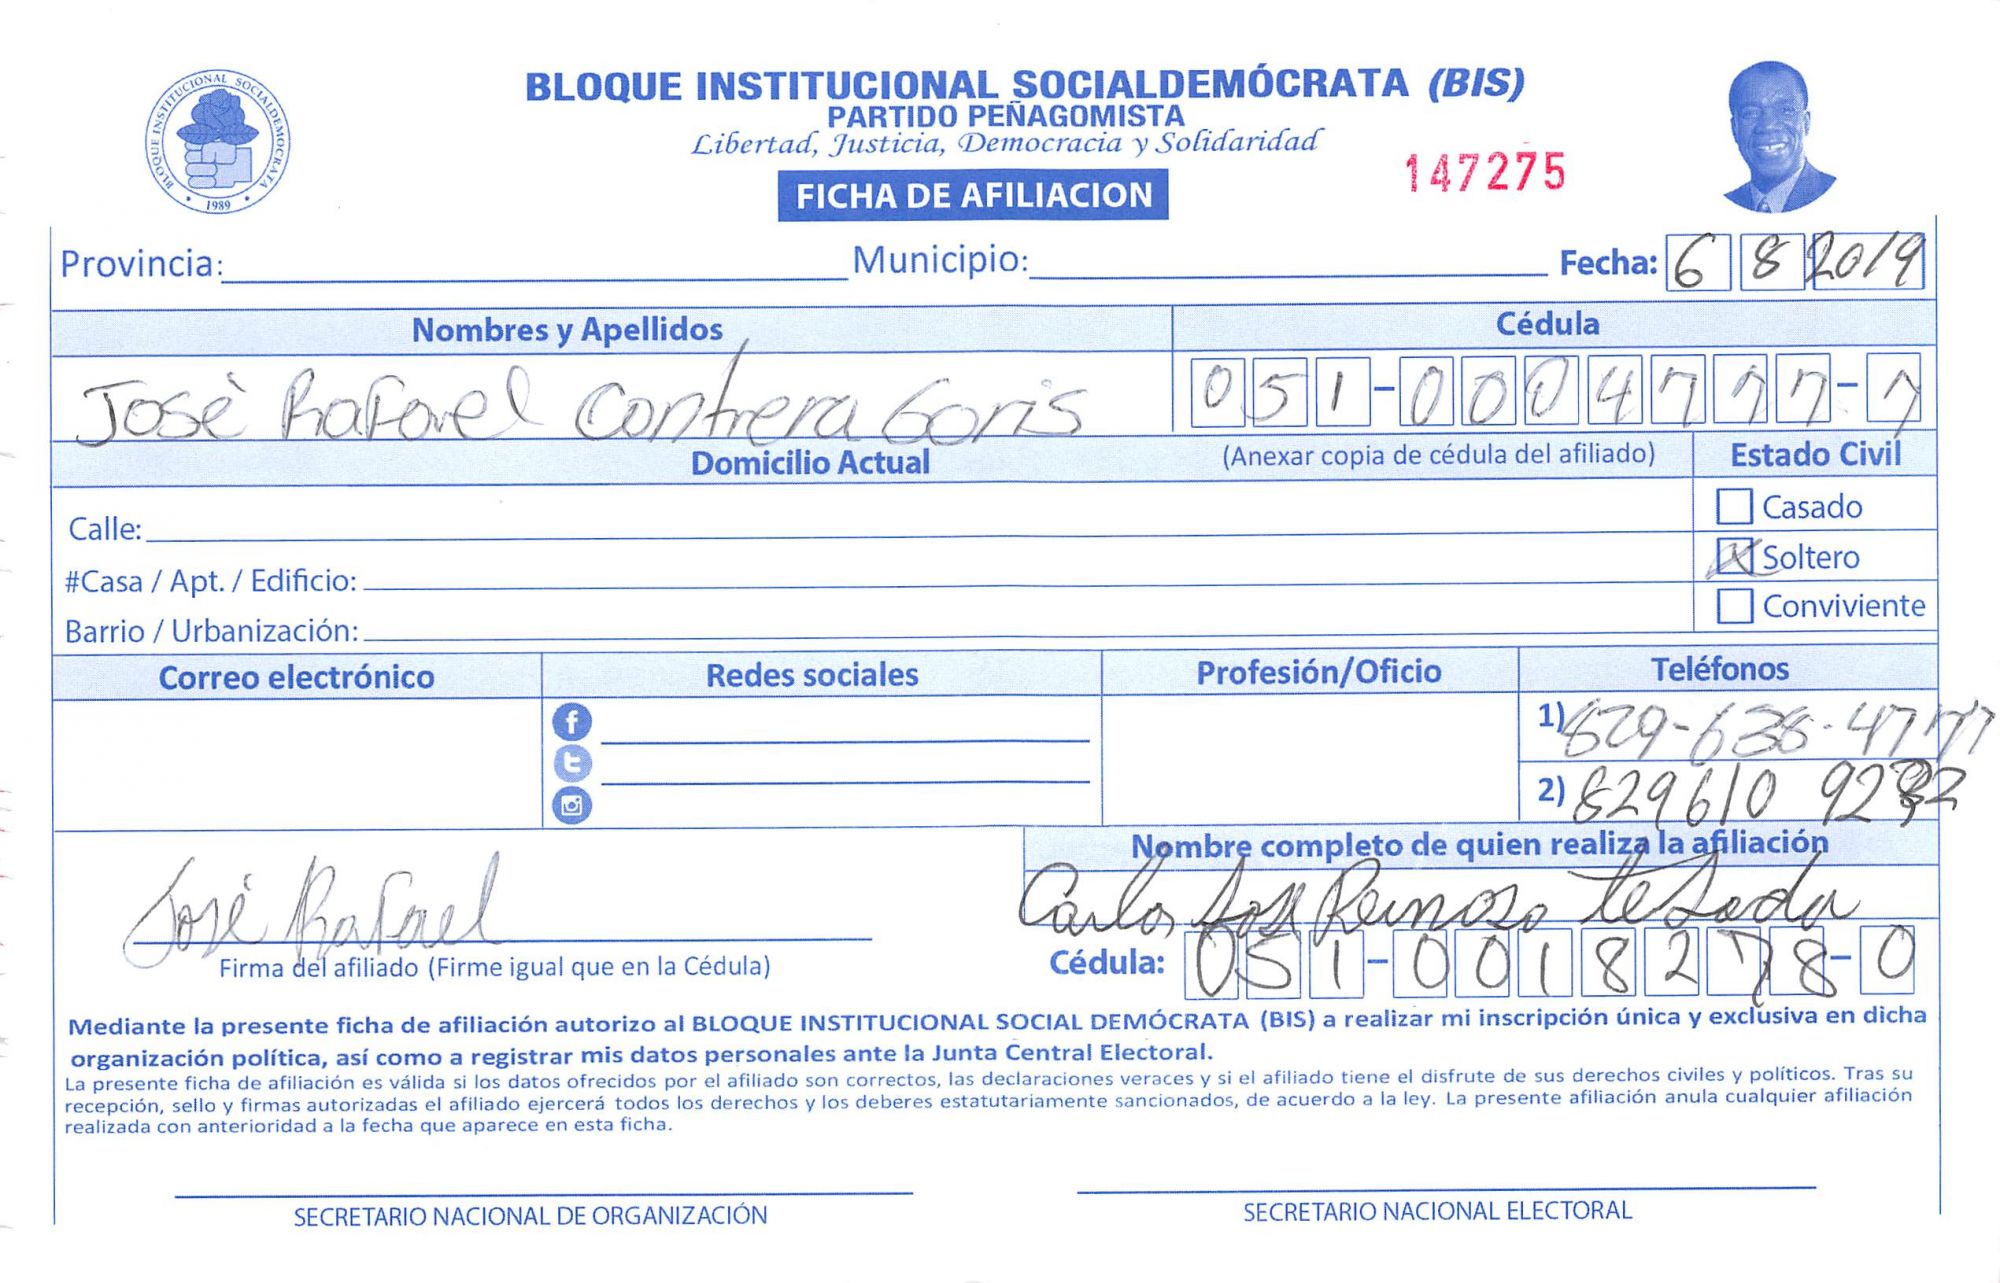 BLOQUE INSTITUCIONAL SOCIALDEMÓCRATA
1989
BLOQUE INSTITUCIONAL SOCIALDEMÓCRATA (BIS)
PARTIDO PEÑAGOMISTA
Libertad, Justicia, Democracia y Solidaridad
147275
FICHA DE AFILIACION
Provincia: Municipio: Fecha: 6 8 2019
Nombres y Apellidos Cédula
Josè Rafael Contrera Goris 051-0004777-7
Domicilio Actual (Anexar copia de cédula del afiliado) Estado Civil
Calle: Casado
#Casa / Apt. / Edificio: X Soltero
Barrio / Urbanización: Conviviente
Correo electrónico Redes sociales Profesión/Oficio Teléfonos
1) 829-638-4777
2) 829610
Nombre completo de quien realiza la afiliación
José Rafael Carlos José Reinoso Tesada
Firma del afiliado (Firme igual que en la Cédula) Cédula: 051-0018278-0
Mediante la presente ficha de afiliación autorizo al BLOQUE INSTITUCIONAL SOCIAL DEMÓCRATA (BIS) a realizar mi inscripción única y exclusiva en dicha
organización política, así como a registrar mis datos personales ante la Junta Central Electoral.
La presente ficha de afiliación es válida si los datos ofrecidos por el afiliado son correctos, las declaraciones veraces y si el afiliado tiene el disfrute de sus derechos civiles y políticos. Tras su
recepción, sello y firmas autorizadas el afiliado ejercerá todos los derechos y los deberes estatutariamente sancionados, de acuerdo a la ley. La presente afiliación anula cualquier afiliación
realizada con anterioridad a la fecha que aparece en esta ficha.
SECRETARIO NACIONAL DE ORGANIZACIÓN SECRETARIO NACIONAL ELECTORAL